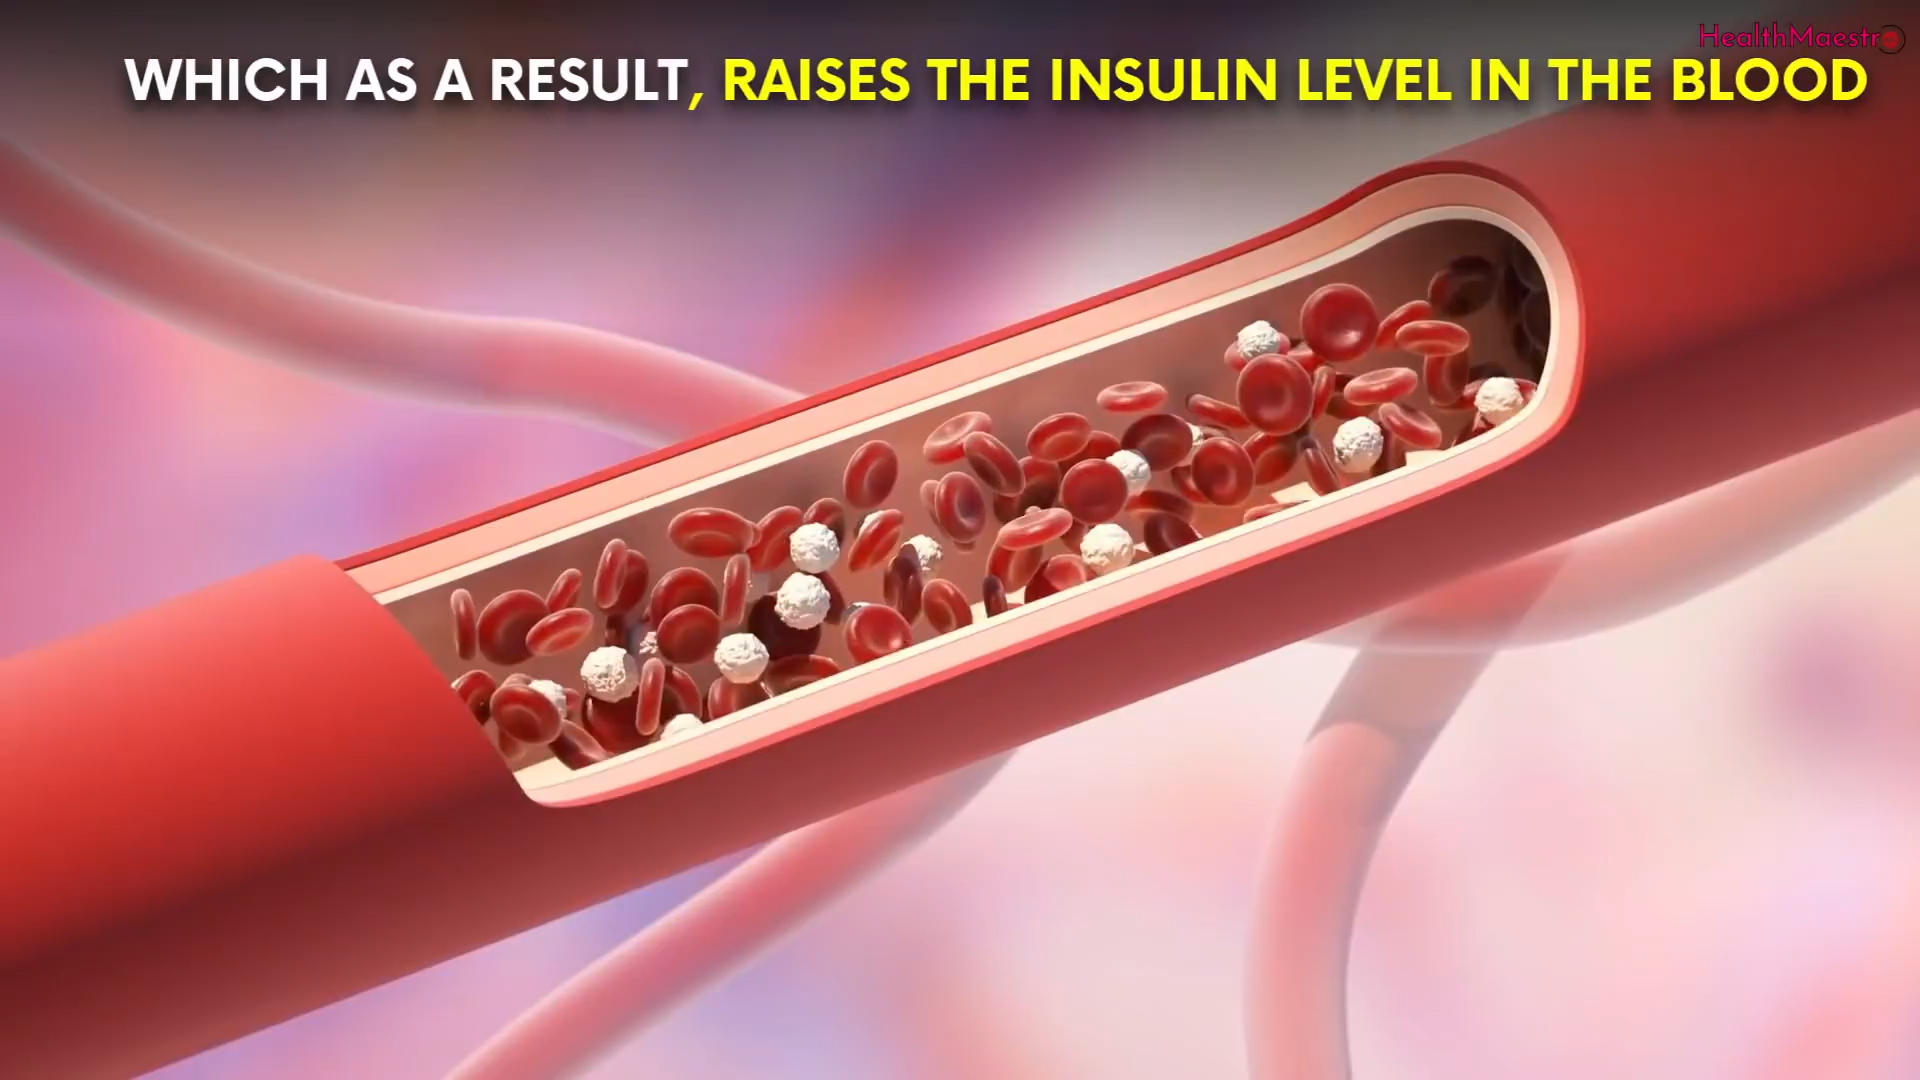 HealthMaestro
WHICH AS A RESULT, RAISES THE INSULIN LEVEL IN THE BLOOD